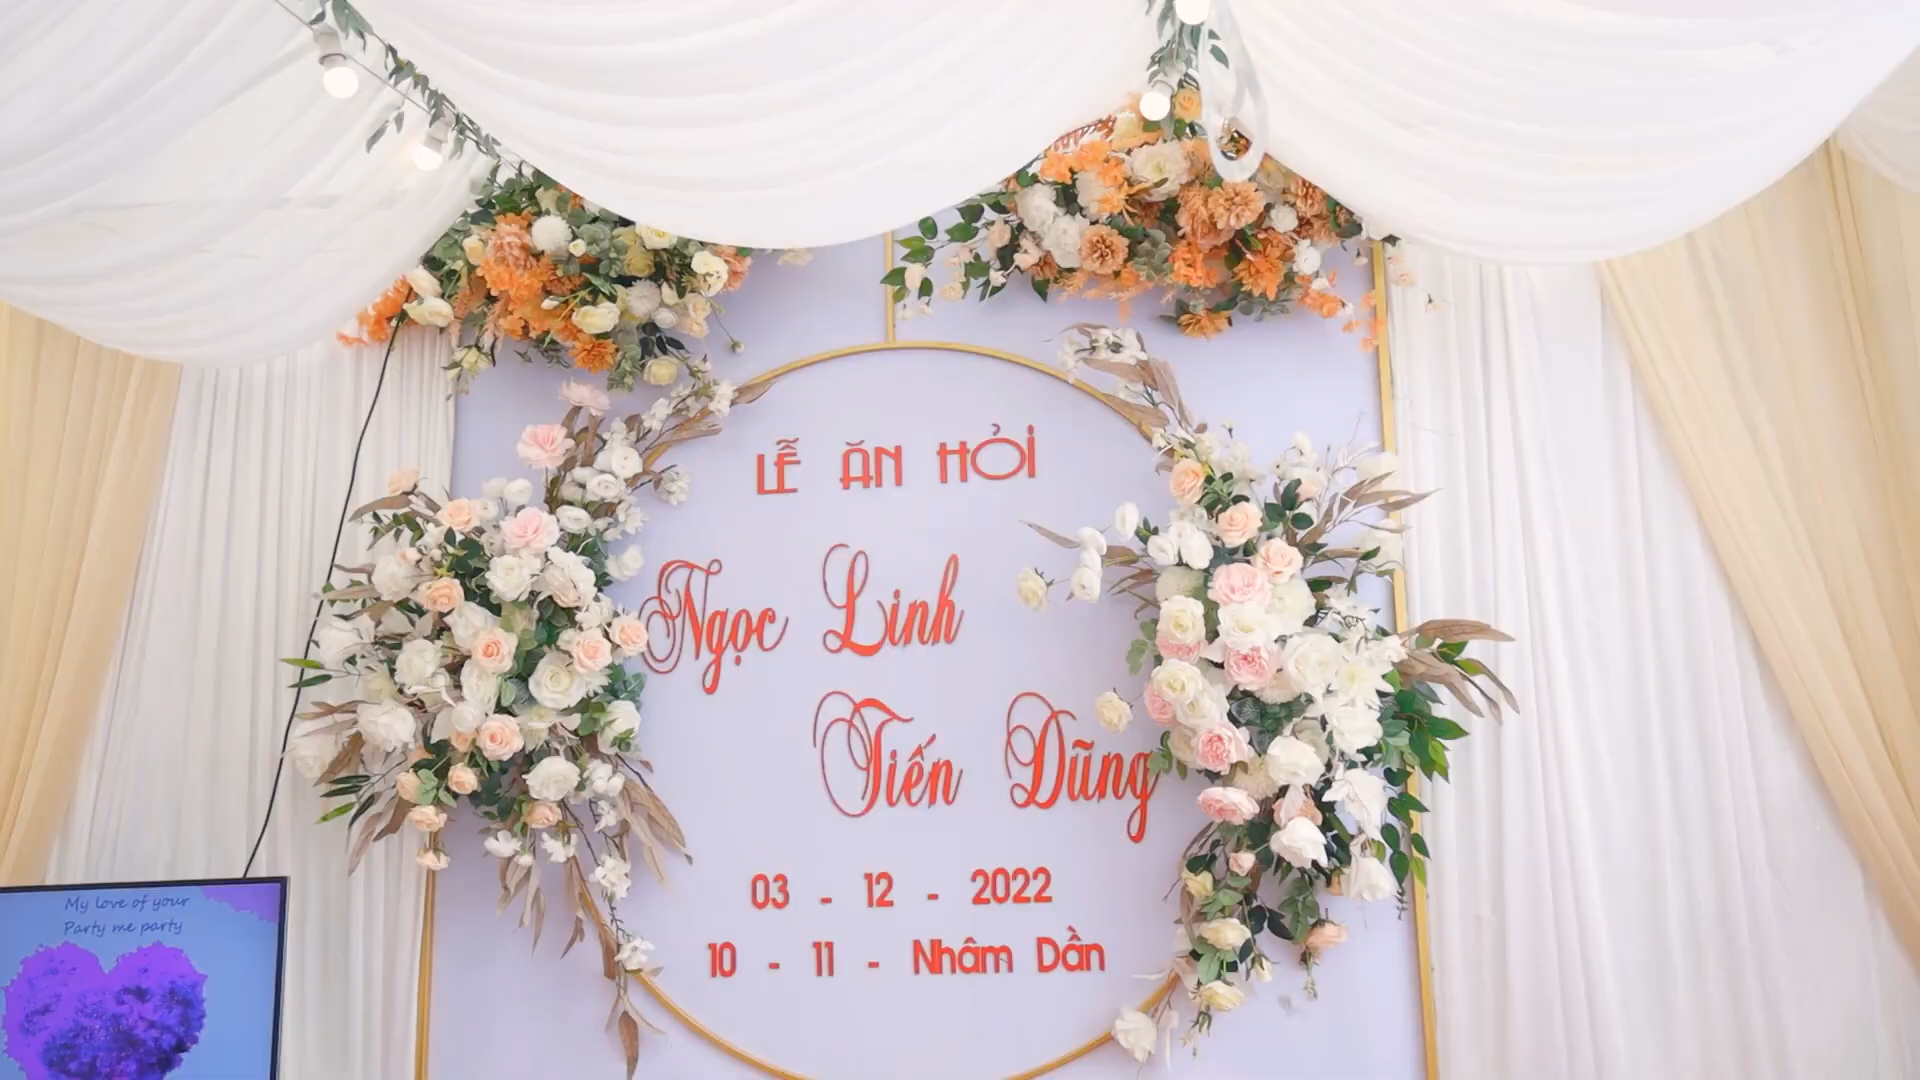 LỄ ĂN HỎI
Ngọc Linh
Tiến Dũng
03 - 12 - 2022
10 - 11 - Nhâm Dần
My love of your
Party me party